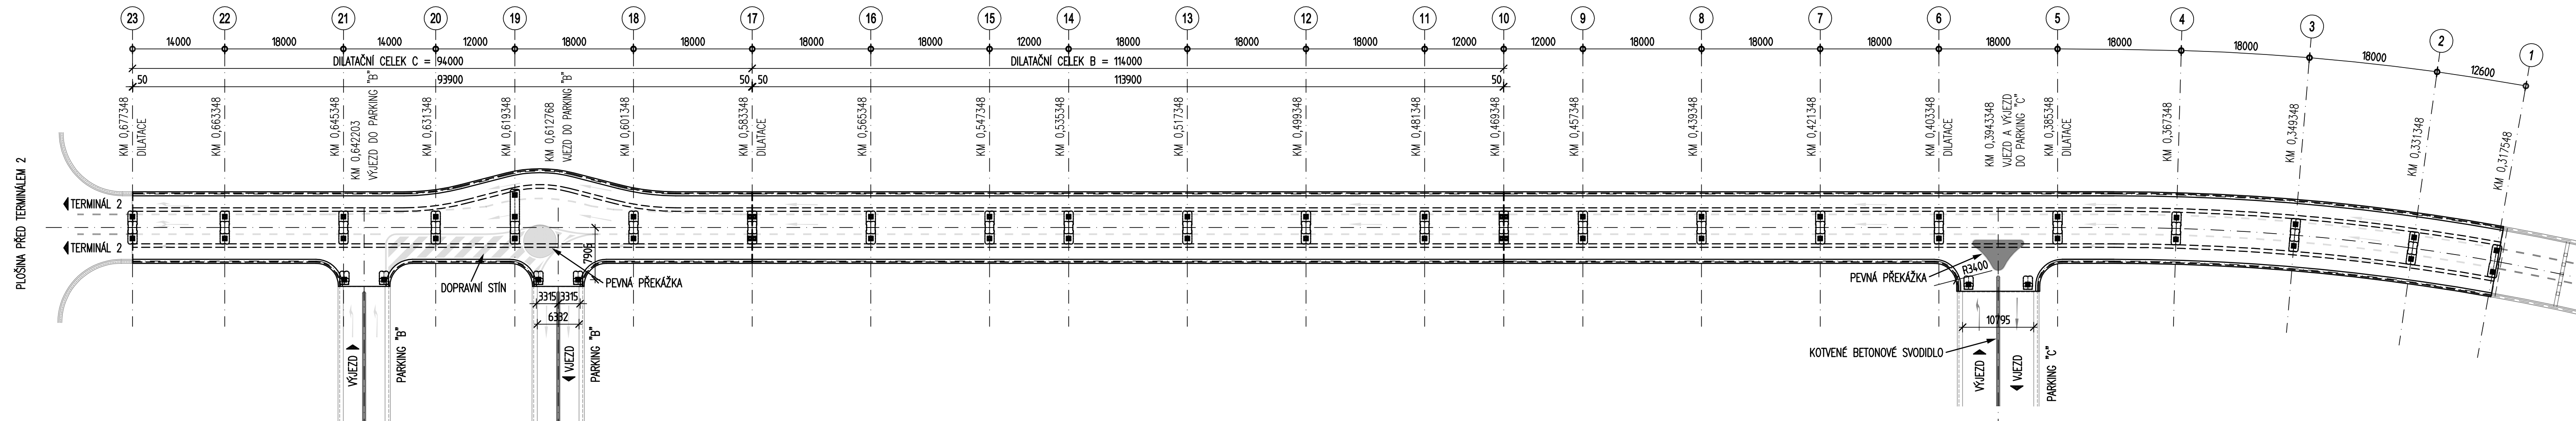 23 22 21 20 19 18 17 16 15 14 13 12 11 10 9 8 7 6 5 4 3 2 1
14000 18000 14000 12000 18000 18000 18000 18000 12000 18000 18000 18000 12000 12000 18000 18000 18000 18000 18000 18000 18000 12600
DILATAČNÍ CELEK C = 94000
DILATAČNÍ CELEK B = 114000
50 93900 50 50 113900 50
KM 0,677348
DILATACE
KM 0,663348
KM 0,645348
KM 0,642203
VÝJEZD DO PARKING "B"
KM 0,631348
KM 0,619348
KM 0,612768
VJEZD DO PARKING "B"
KM 0,601348
KM 0,583348
DILATACE
KM 0,565348
KM 0,547348
KM 0,535348
KM 0,517348
KM 0,499348
KM 0,481348
KM 0,469348
KM 0,457348
KM 0,439348
KM 0,421348
KM 0,403348
DILATACE
KM 0,3943348
VJEZD A VÝJEZD
DO PARKING "C"
KM 0,385348
DILATACE
KM 0,367348
KM 0,349348
KM 0,331348
KM 0,317548
PLOŠINA PŘED TERMINÁLEM 2
TERMINÁL 2
TERMINÁL 2
DOPRAVNÍ STÍN
7905
PEVNÁ PŘEKÁŽKA
3315 3315
6332
VÝJEZD
PARKING "B"
VJEZD
PARKING "B"
PEVNÁ PŘEKÁŽKA
R3400
10795
KOTVENÉ BETONOVÉ SVODIDLO
VÝJEZD
VJEZD
PARKING "C"